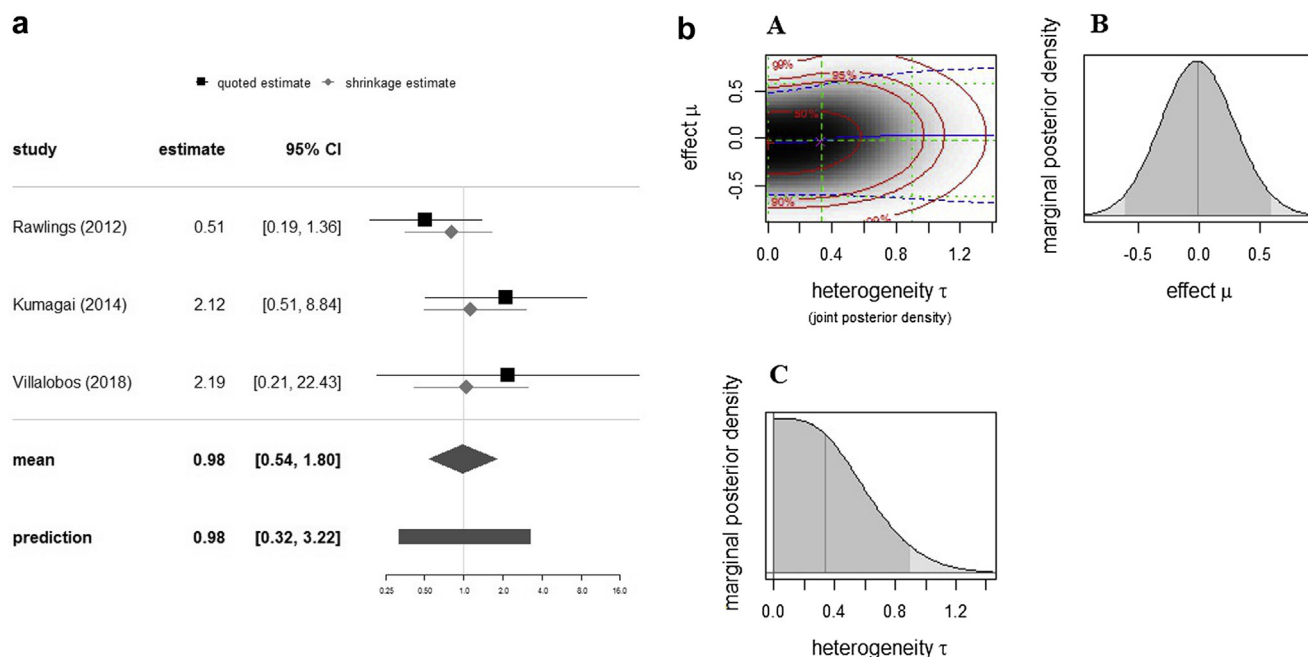 a
quoted estimate shrinkage estimate
study estimate 95% CI
Rawlings (2012) 0.51 [0.19, 1.36]
Kumagai (2014) 2.12 [0.51, 8.84]
Villalobos (2018) 2.19 [0.21, 22.43]
mean 0.98 [0.54, 1.80]
prediction 0.98 [0.32, 3.22]
0.25 0.50 1.0 2.0 4.0 8.0 16.0
b
A
effect μ
0.5
0.0
-0.5
99%
95%
50%
90%
99%
0.0 0.4 0.8 1.2
heterogeneity τ
(joint posterior density)
B
marginal posterior density
-0.5 0.0 0.5
effect μ
C
marginal posterior density
0.0 0.4 0.8 1.2
heterogeneity τ